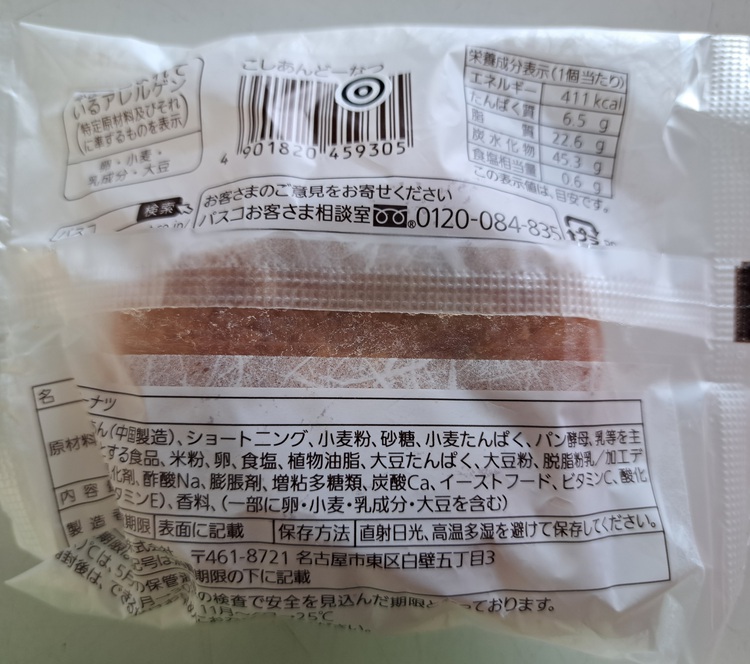 いるアレルゲン
(特定原材料及びそれ
に準ずるものを表示)
卵・小麦・
乳成分・大豆
こしあんどーなつ
4 901820 459305
栄養成分表示(1個当たり)
エネルギー 411 kcal
たんぱく質 6.5 g
脂質 22.6 g
炭水化物 45.3 g
食塩相当量 0.6 g
この表示値は、目安です。
検索
お客さまのご意見をお寄せください
パスコお客さま相談室 0120-084-835
名 ーナツ
原材料 ん(中国製造)、ショートニング、小麦粉、砂糖、小麦たんぱく、パン酵母、乳等を主
する食品、米粉、卵、食塩、植物油脂、大豆たんぱく、大豆粉、脱脂粉乳/加工デ
化剤、酢酸Na、膨脹剤、増粘多糖類、炭酸Ca、イーストフード、ビタミンC、酸化
タミンE)、香料、(一部に卵・小麦・乳成分・大豆を含む)
内容
期限 表面に記載 保存方法 直射日光、高温多湿を避けて保存してください。
製造者
〒461-8721 名古屋市東区白壁五丁目3
期限の下に記載
の検査で安全を見込んだ期限と っております。
11月 25℃